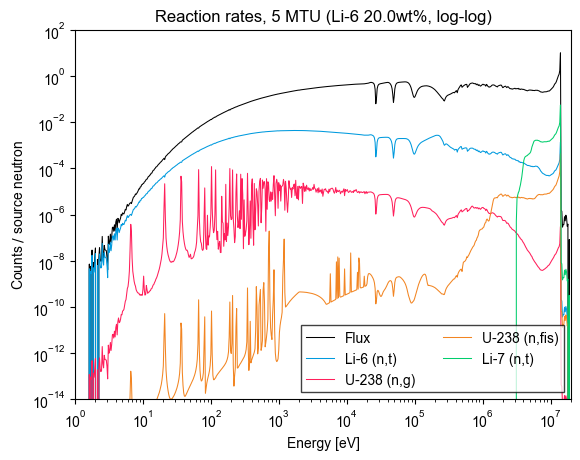 Reaction rates, 5 MTU (Li-6 20.0wt%, log-log)
Counts / source neutron
10^2
10^0
10^−2
10^−4
10^−6
10^−8
10^−10
10^−12
10^−14
Flux
Li-6 (n,t)
U-238 (n,g)
U-238 (n,fis)
Li-7 (n,t)
10^0 10^1 10^2 10^3 10^4 10^5 10^6 10^7
Energy [eV]